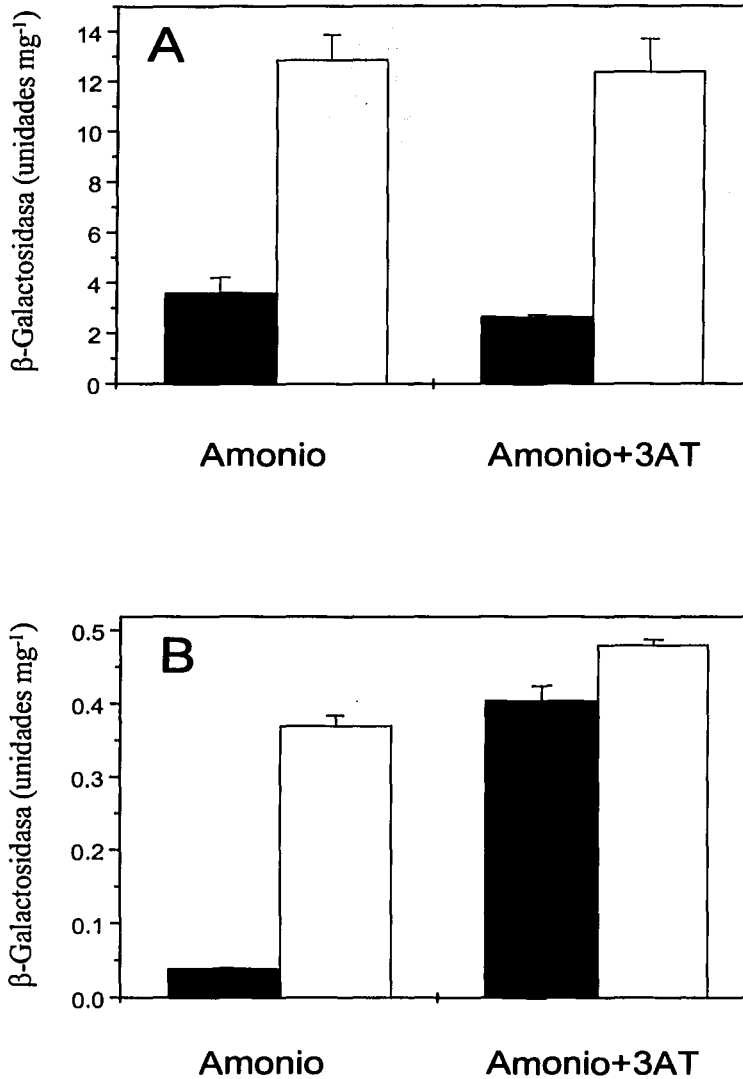 A
β-Galactosidasa (unidades mg⁻¹)
14
12
10
8
6
4
2
0
Amonio
Amonio+3AT
B
β-Galactosidasa (unidades mg⁻¹)
0.5
0.4
0.3
0.2
0.1
0.0
Amonio
Amonio+3AT